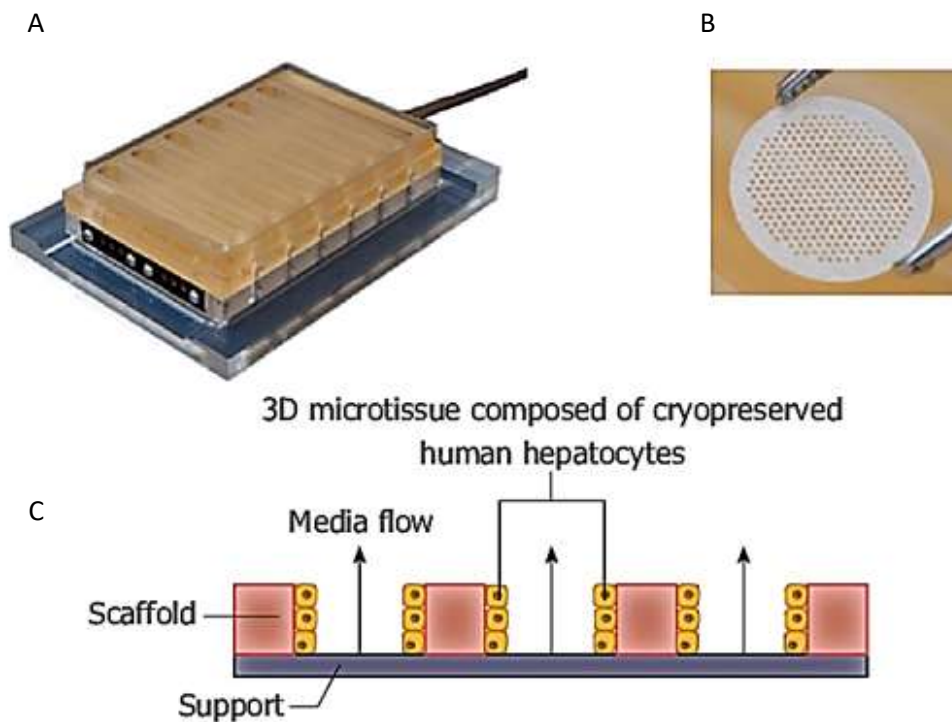 A
B
3D microtissue composed of cryopreserved
human hepatocytes
C
Media flow
Scaffold
Support